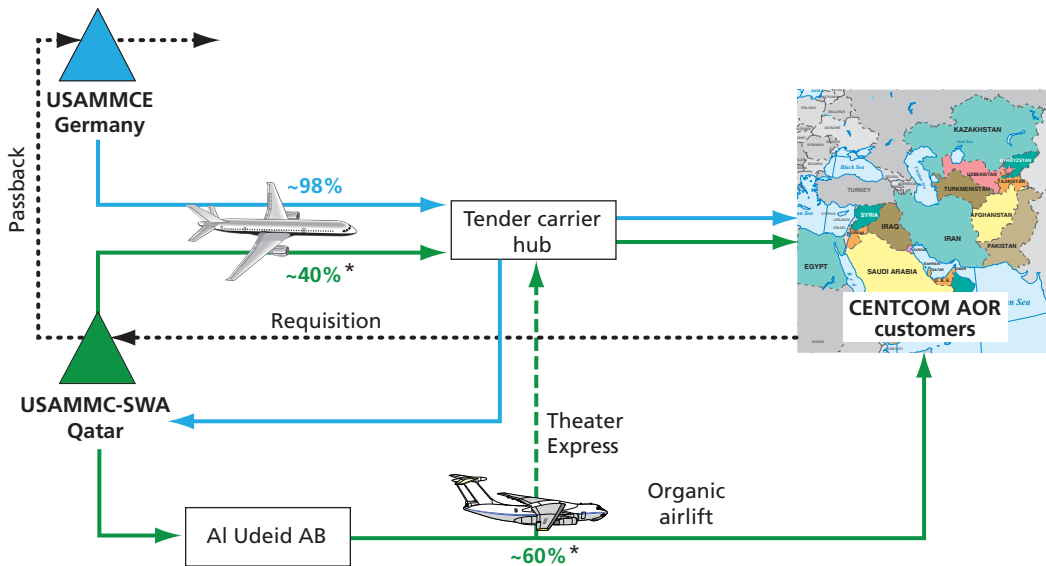 Passback
USAMMCE
Germany
~98%
~40%*
Tender carrier
hub
Requisition
USAMMC-SWA
Qatar
Theater
Express
Organic
airlift
Al Udeid AB
~60%*
KAZAKHSTAN
Black Sea
UZBEKISTAN
KYRGYZSTAN
TAJIKISTAN
TURKEY
TURKMENISTAN
SYRIA
AFGHANISTAN
IRAQ
IRAN
PAKISTAN
EGYPT
SAUDI ARABIA
BAHRAIN
QATAR
CENTCOM AOR
customers